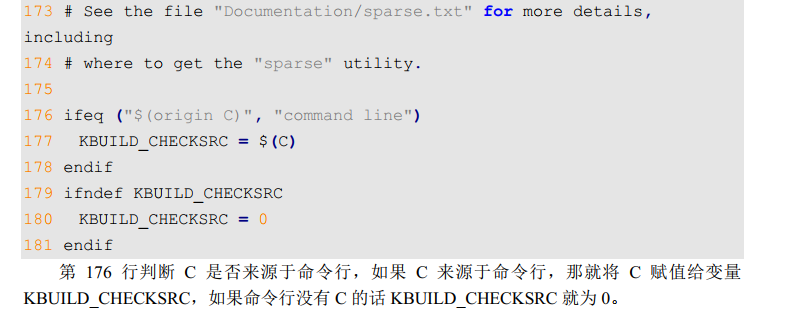 173 # See the file "Documentation/sparse.txt" for more details,
including
174 # where to get the "sparse" utility.
175
176 ifeq ("$(origin C)", "command line")
177   KBUILD_CHECKSRC = $(C)
178 endif
179 ifndef KBUILD_CHECKSRC
180   KBUILD_CHECKSRC = 0
181 endif
第 176 行判断 C 是否来源于命令行，如果 C 来源于命令行，那就将 C 赋值给变量
KBUILD_CHECKSRC，如果命令行没有 C 的话 KBUILD_CHECKSRC 就为 0。